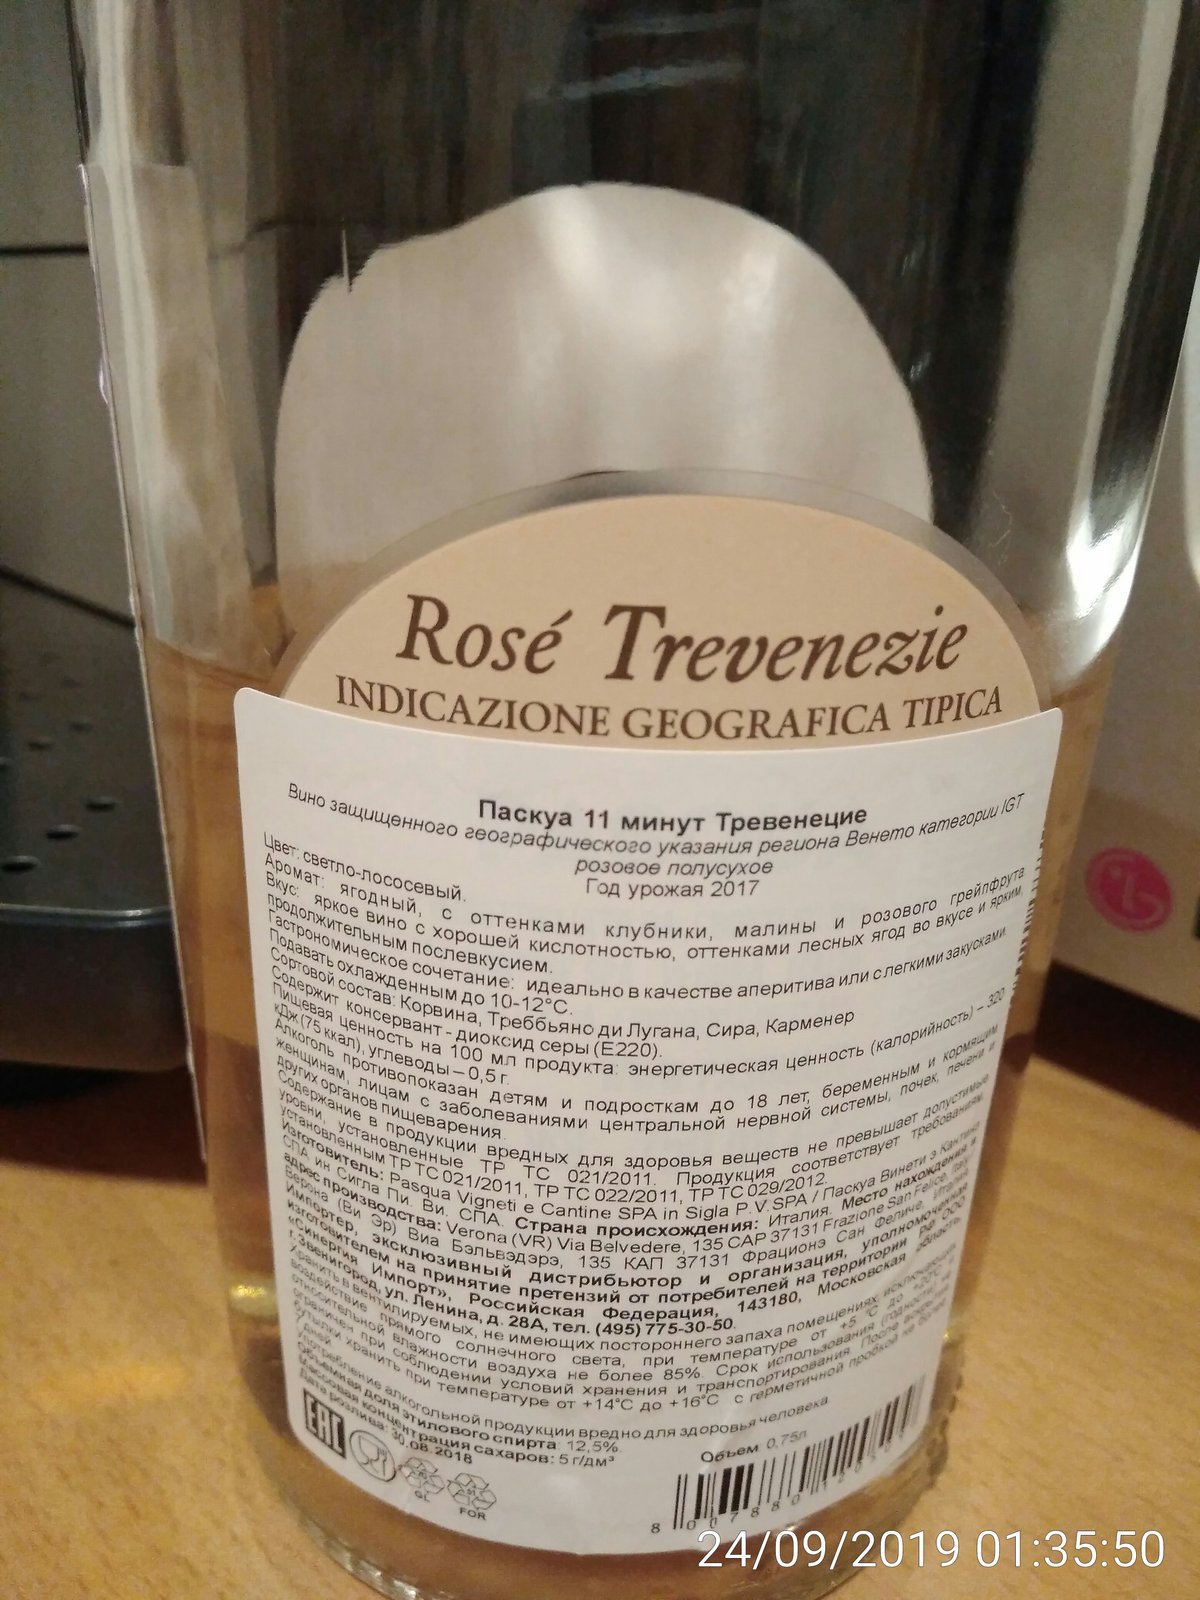 Rosé Trevenezie
INDICAZIONE GEOGRAFICA TIPICA
Паскуа 11 минут Тревенецие
Вино защищенного географического указания региона Венето категории IGT
розовое полусухое
Год урожая 2017
Цвет: светло-лососевый.
Аромат: ягодный, с оттенками клубники, малины и розового грейпфрута
Вкус: яркое вино с хорошей кислотностью, оттенками лесных ягод во вкусе и ярким,
продолжительным послевкусием.
Гастрономическое сочетание: идеально в качестве аперитива или с легкими закусками.
Подавать охлажденным до 10-12°С.
Сортовой состав: Корвина, Треббьяно ди Лугана, Сира, Карменер
Содержит консервант - диоксид серы (Е220).
Пищевая ценность на 100 мл продукта: энергетическая ценность (калорийность) – 320
кДж (75 ккал), углеводы – 0,5 г.
Алкоголь противопоказан детям и подросткам до 18 лет, беременным и кормящим
женщинам, лицам с заболеваниями центральной нервной системы, почек, печени и
других органов пищеварения.
Содержание в продукции вредных для здоровья веществ не превышает допустимые
уровни, установленные ТР ТС 021/2011. Продукция соответствует требованиям,
установленным ТР ТС 021/2011, ТР ТС 022/2011, ТР ТС 029/2012.
Изготовитель: Pasqua Vigneti e Cantine SPA in Sigla P.V. SPA / Паскуа Винети э Кантине
СПА ин Сигла Пи. Ви. СПА. Страна происхождения: Италия. Место нахождения и
адрес производства: Verona (VR) Via Belvedere, 135 CAP 37131 Frazione San Felice, Italy /
Верона (Ви Эр) Виа Бэльвэдэрэ, 135 КАП 37131 Фрационэ Сан Феличе, Италия
Импортер, эксклюзивный дистрибьютор и организация, уполномоченная
изготовителем на принятие претензий от потребителей на территории РФ ООО
«Синергия Импорт», Российская Федерация, 143180, Московская область,
г. Звенигород, ул. Ленина, д. 28А, тел. (495) 775-30-50.
Хранить в вентилируемых, не имеющих постороннего запаха помещениях, исключающих
воздействие прямого солнечного света, при температуре от +5 °С до +20°С и
относительной влажности воздуха не более 85%. Срок использования (годности) не
ограничен при соблюдении условий хранения и транспортирования. После вскрытия
бутылки хранить при температуре от +14°С до +16°С с герметичной пробкой не более
Употребление алкогольной продукции вредно для здоровья человека
Объемная доля этилового спирта: 12,5%.
Массовая концентрация сахаров: 5 г/дм³
Дата розлива: 30.08.2018
Объем 0,75л
EAC
GL
FOR
24/09/2019 01:35:50